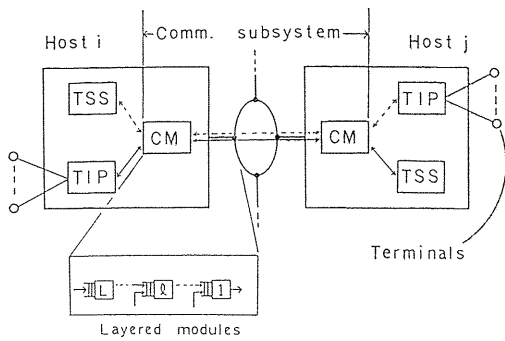 Comm. subsystem
Host i
Host j
TSS
TIP
CM
CM
TIP
TSS
Terminals
L
ℓ
1
Layered modules